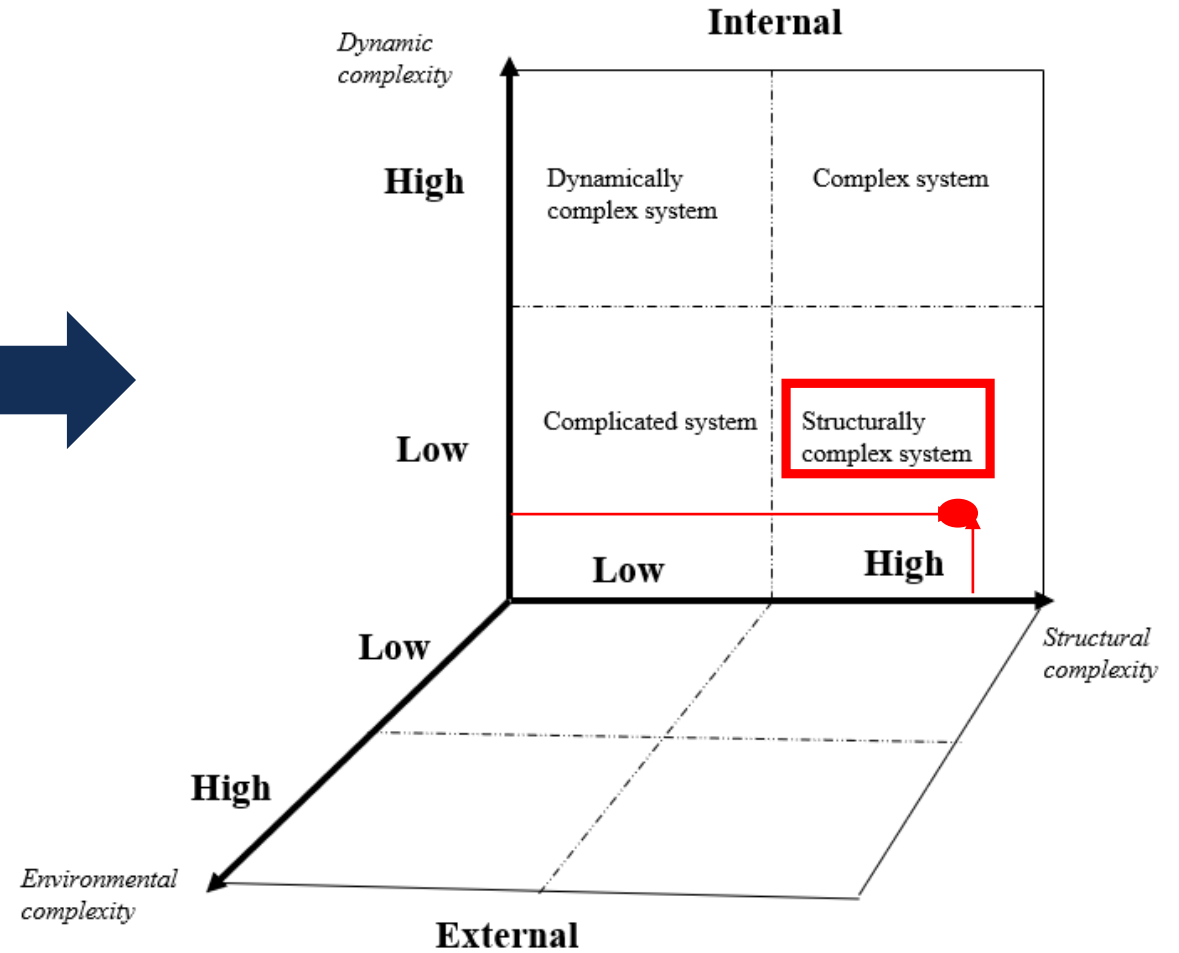 Internal
Dynamic
complexity
High
Dynamically
complex system
Complex system
Low
Complicated system
Structurally
complex system
Low
High
Low
Structural
complexity
High
Environmental
complexity
External